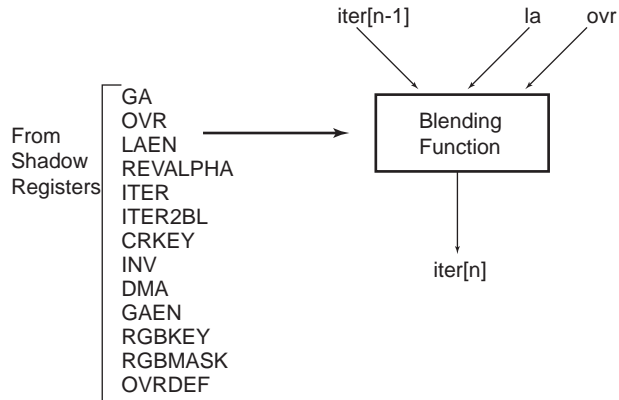 iter[n-1] la ovr
Blending
Function
From
Shadow
Registers
GA
OVR
LAEN
REVALPHA
ITER
ITER2BL
CRKEY
INV
DMA
GAEN
RGBKEY
RGBMASK
OVRDEF
iter[n]